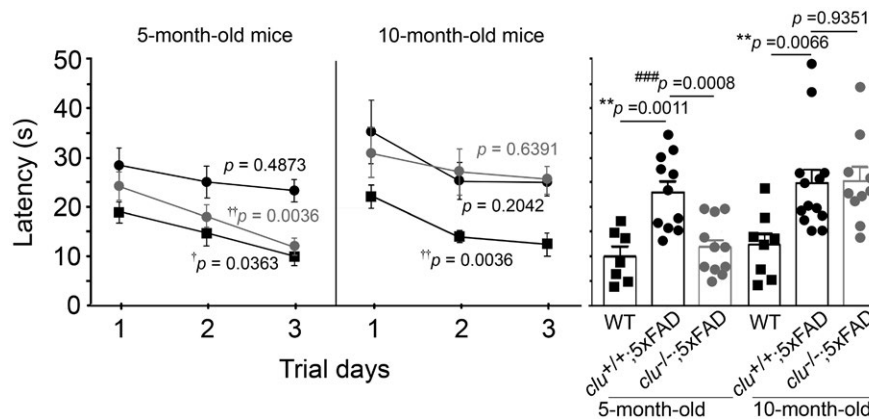 5-month-old mice
10-month-old mice
Latency (s)
50
40
30
20
10
0
p = 0.4873
††p = 0.0036
†p = 0.0363
p = 0.6391
p = 0.2042
††p = 0.0036
1
2
3
1
2
3
Trial days
p =0.9351
**p =0.0066
###p =0.0008
**p =0.0011
WT
clu+/+;5xFAD
clu-/-;5xFAD
WT
clu+/+;5xFAD
clu-/-;5xFAD
5-month-old
10-month-old